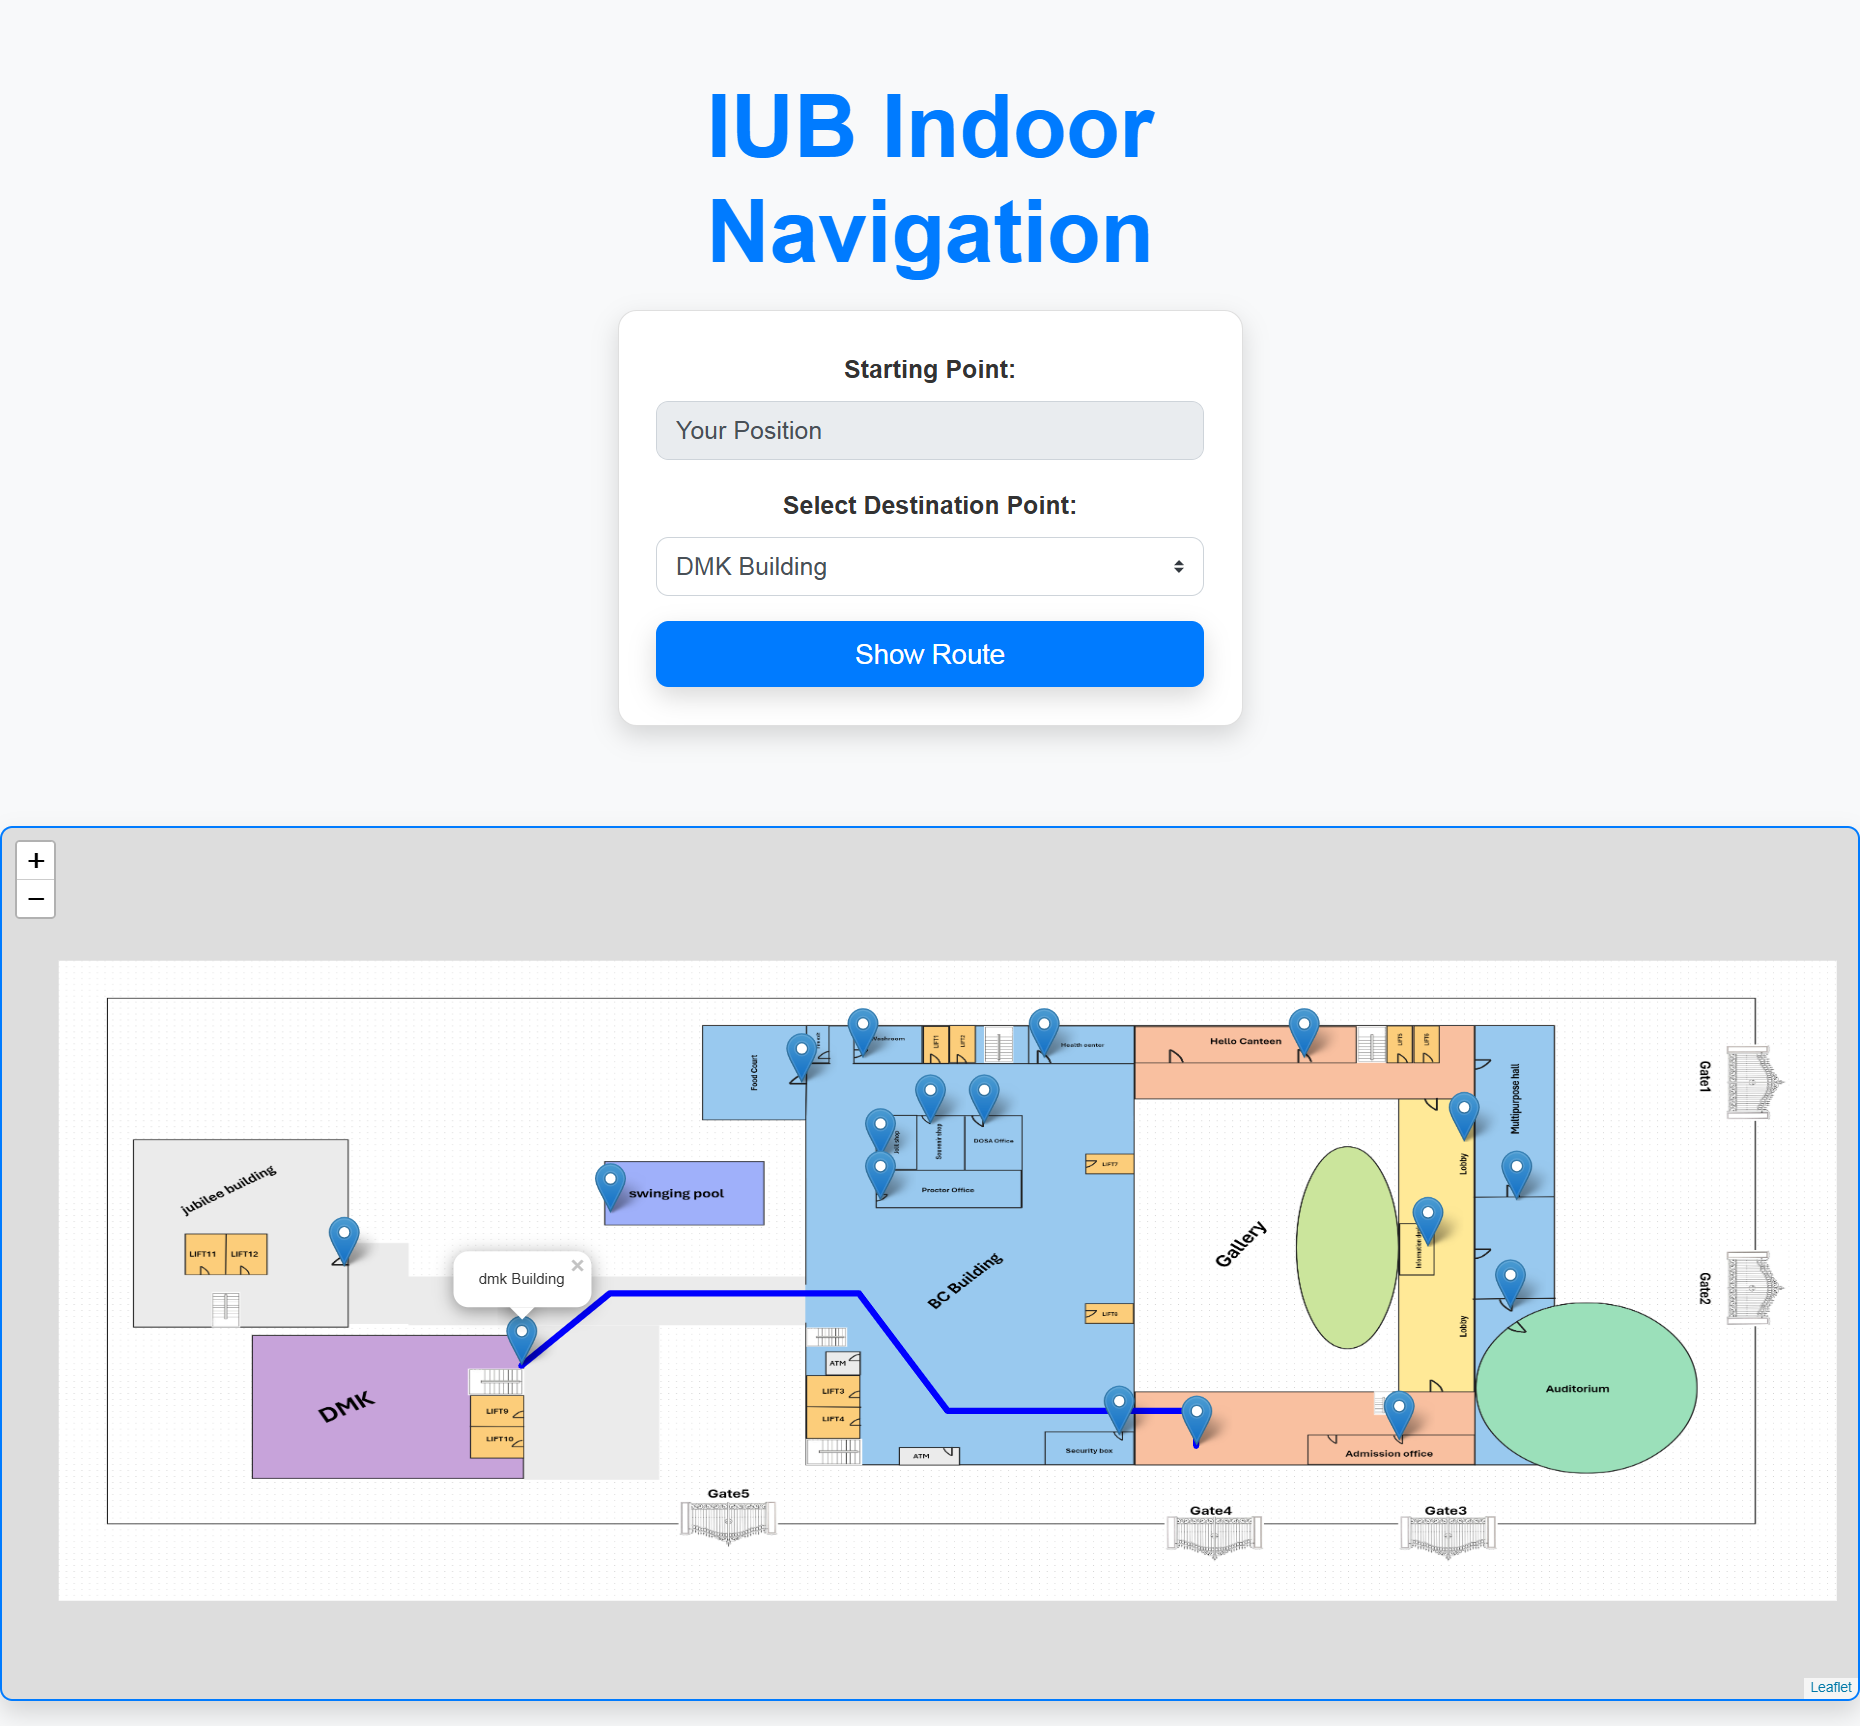 IUB Indoor
Navigation
Starting Point:
Your Position
Select Destination Point:
DMK Building
Show Route
+
−
Food Court
Washroom
LIFT1
LIFT2
Health center
Hello Canteen
LIFT5
LIFT6
Multipurpose hall
Gate1
Souvenir shop
DOSA Office
Proctor Office
LIFT7
Lobby
jubilee building
swinging pool
LIFT11
LIFT12
dmk Building
×
BC Building
Gallery
Gate2
LIFT8
Lobby
ATM
LIFT3
LIFT4
DMK
LIFT9
LIFT10
Auditorium
Security box
ATM
Admission office
Gate5
Gate4
Gate3
Leaflet